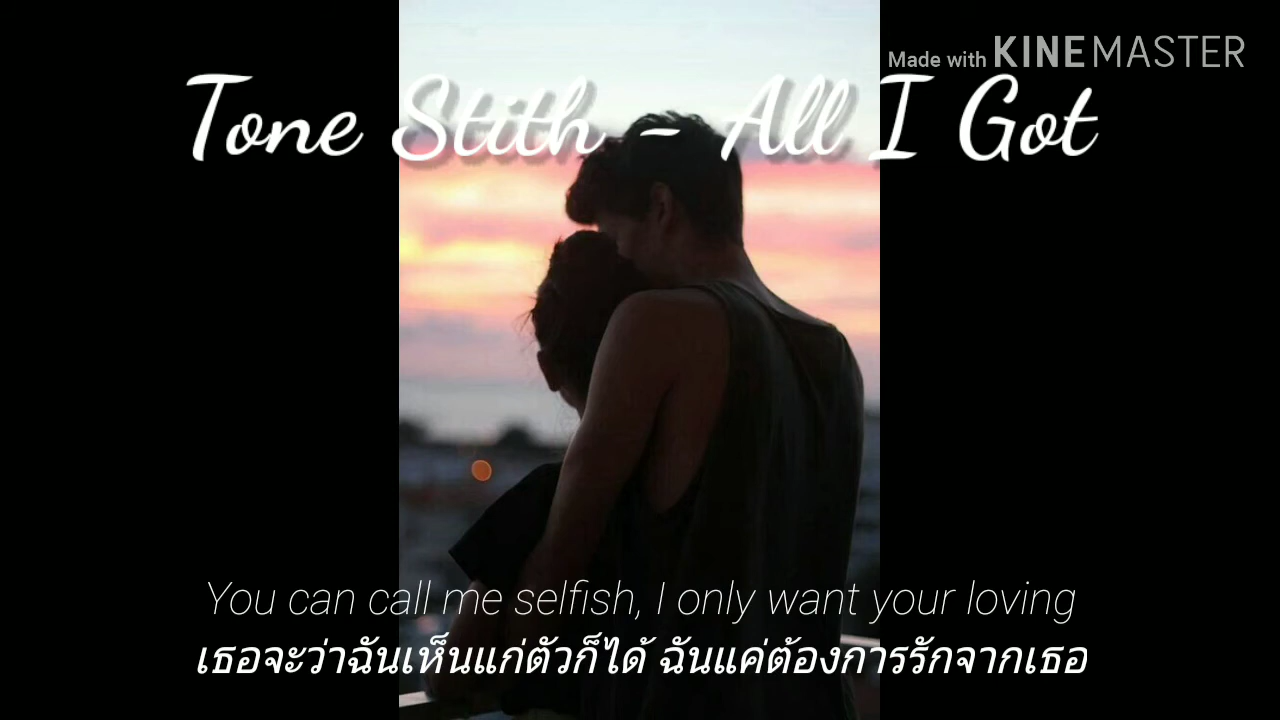 Made with KINEMASTER
Tone Stith - All I Got
You can call me selfish, I only want your loving
เธอจะว่าฉันเห็นแก่ตัวก็ได้ ฉันแค่ต้องการรักจากเธอ